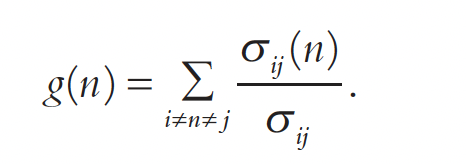 g(n) = ∑_{i≠n≠j} σ_{ij}(n) / σ_{ij} .